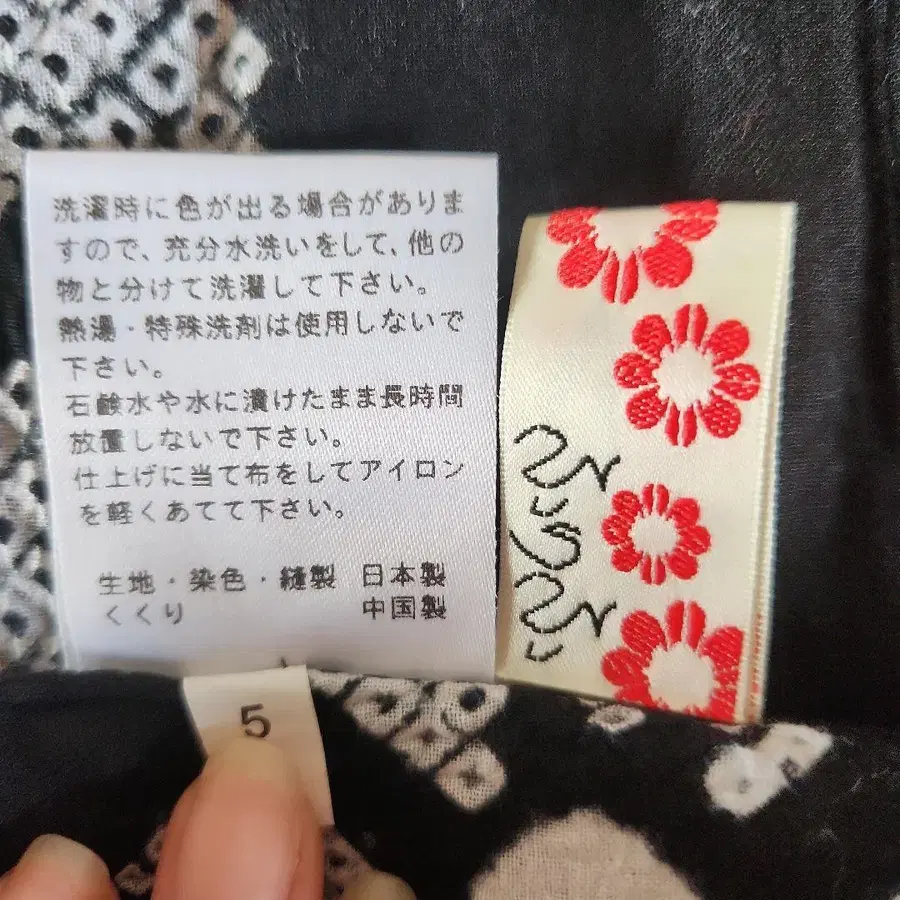 洗濯時に色が出る場合がありま
すので、充分水洗いをして、他の
物と分けて洗濯して下さい。
熱湯・特殊洗剤は使用しないで
下さい。
石鹸水や水に漬けたまま長時間
放置しないで下さい。
仕上げに当て布をしてアイロン
を軽くあてて下さい。
生地・染色・縫製 日本製
くくり 中国製
5